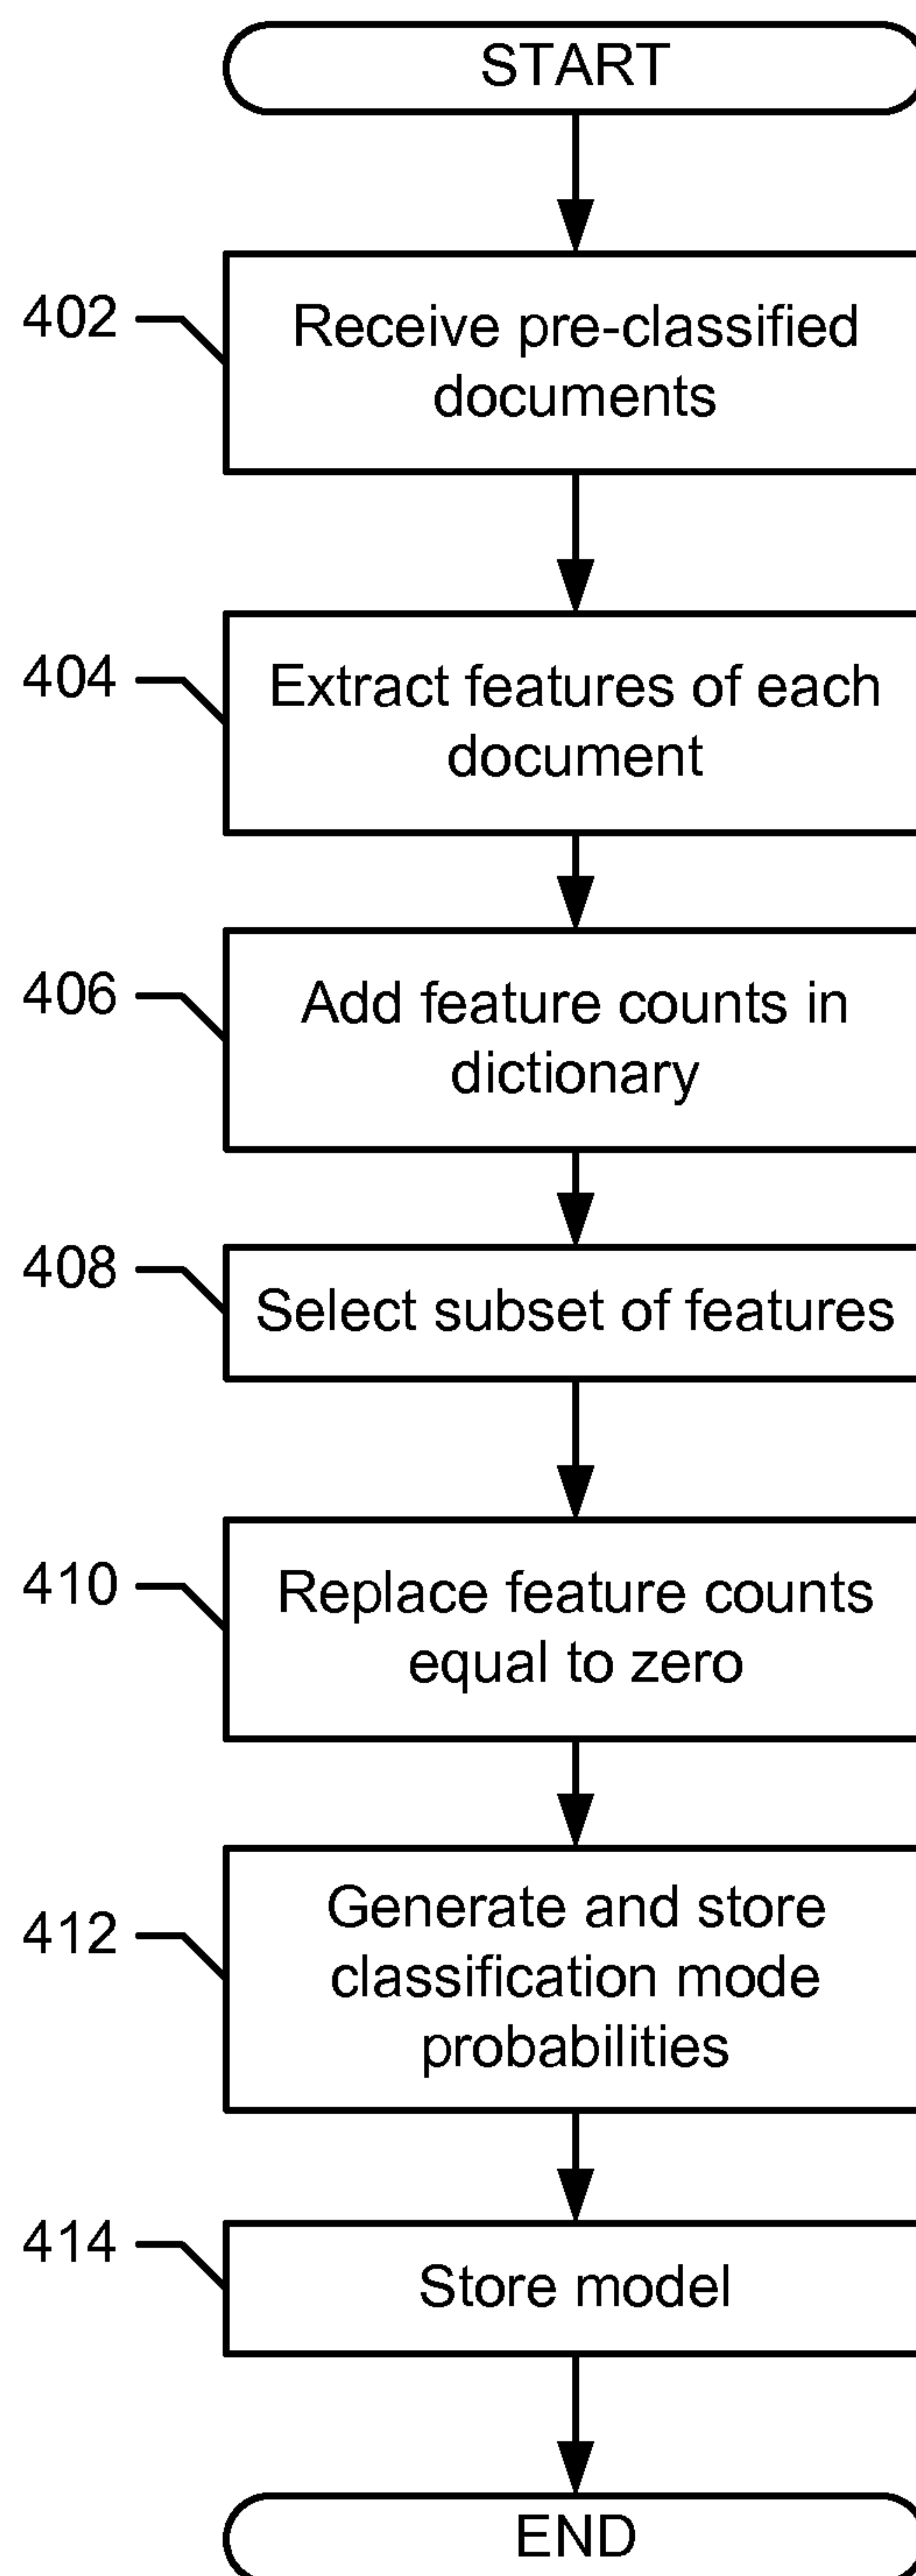 START
402
Receive pre-classified
documents
404
Extract features of each
document
406
Add feature counts in
dictionary
408
Select subset of features
410
Replace feature counts
equal to zero
412
Generate and store
classification mode
probabilities
414
Store model
END